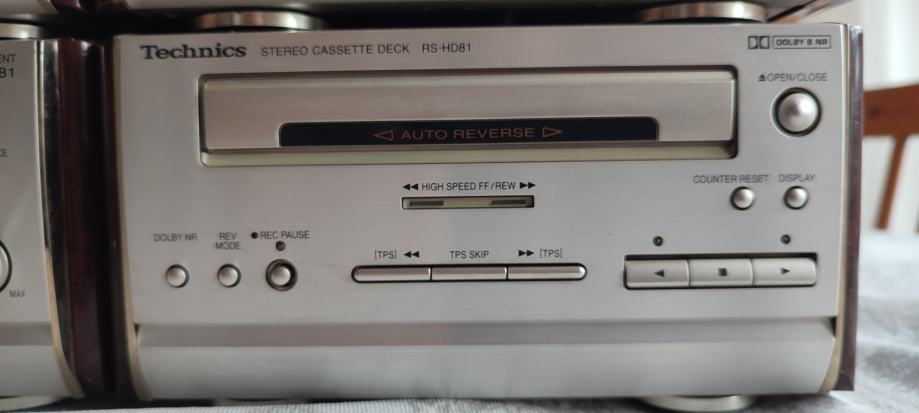 Technics STEREO CASSETTE DECK RS-HD81
DOLBY B NR
OPEN/CLOSE
◁ AUTO REVERSE ▷
◀◀ HIGH SPEED FF/REW ▶▶
COUNTER RESET DISPLAY
DOLBY NR
REV
MODE
● REC PAUSE
[TPS] ◀◀ TPS SKIP ▶▶ [TPS]
◀ ■ ▶
81
MAX